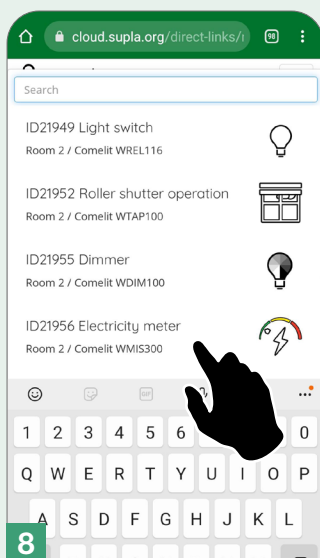 cloud.supla.org/direct-links/
98
Search
ID21949 Light switch
Room 2 / Comelit WREL116
ID21952 Roller shutter operation
Room 2 / Comelit WTAP100
ID21955 Dimmer
Room 2 / Comelit WDIM100
ID21956 Electricity meter
Room 2 / Comelit WMIS300
GIF
1 2 3 4 5 6 0
Q W E R T Y U I O P
A S D F G H J K L
8